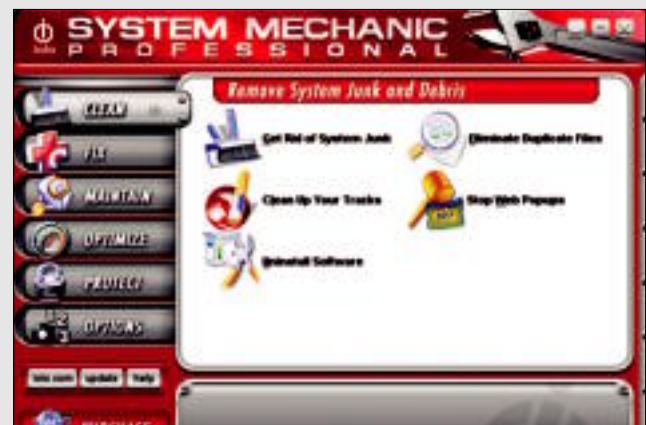 SYSTEM MECHANIC
PROFESSIONAL
Remove System Junk and Debris
CLEAN
Get Rid of System Junk
Eliminate Duplicate Files
FIX
MAINTAIN
Clean Up Your Tracks
Stop Web Popups
OPTIMIZE
Uninstall Software
PROTECT
OPTIONS
iolo.com
update
help